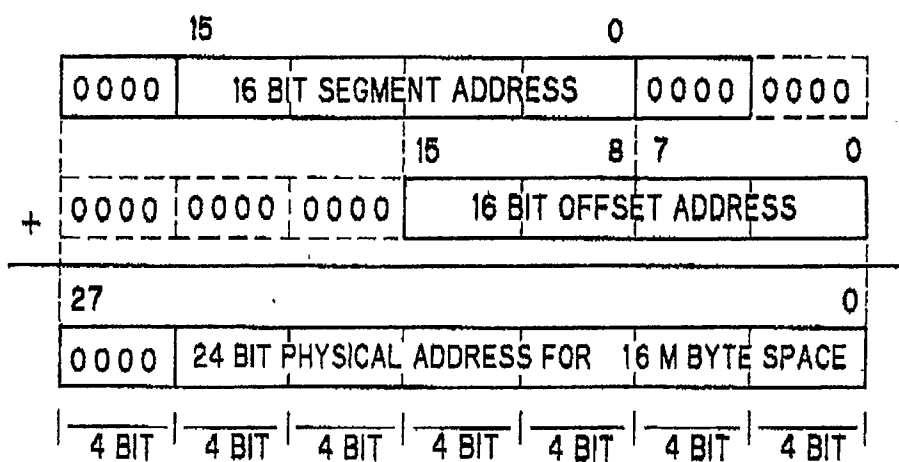 15 0
0000 16 BIT SEGMENT ADDRESS 0000 0000
15 8 7 0
+ 0000 0000 0000 16 BIT OFFSET ADDRESS
27 0
0000 24 BIT PHYSICAL ADDRESS FOR 16 M BYTE SPACE
4 BIT 4 BIT 4 BIT 4 BIT 4 BIT 4 BIT 4 BIT